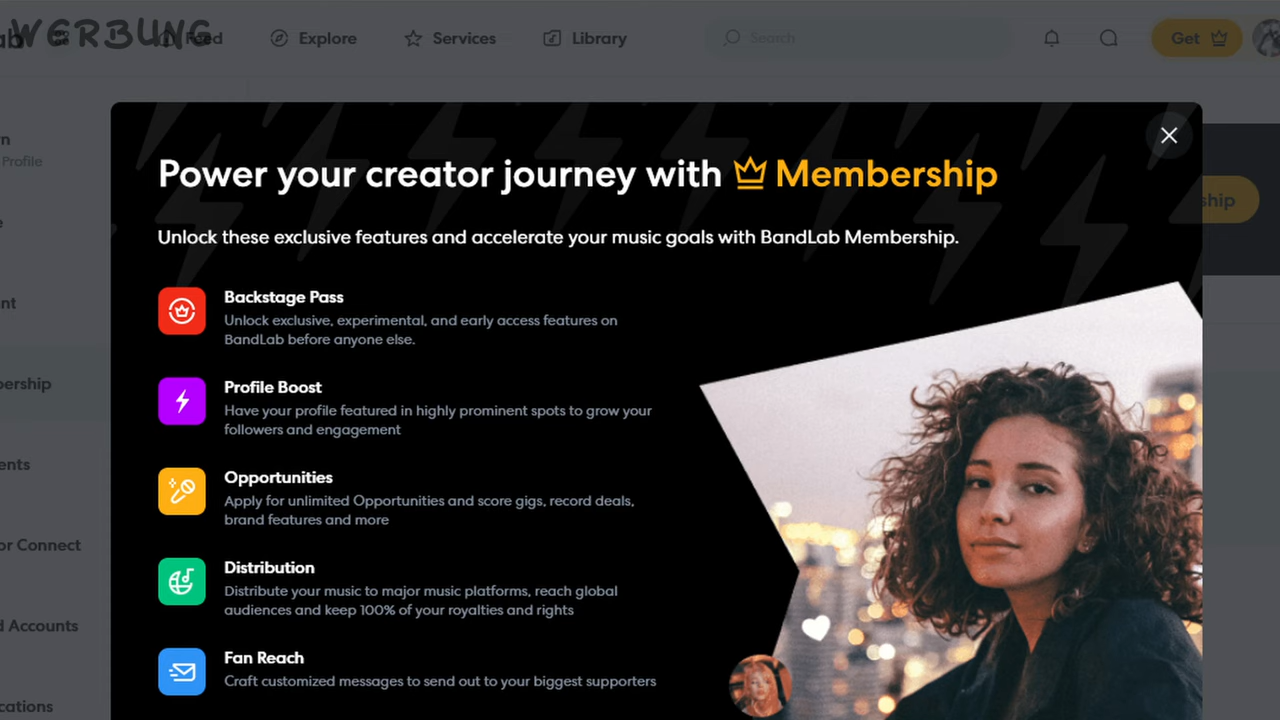 WERBUNG
ab
Feed
Explore
Services
Library
Search
Get
Profile
Power your creator journey with Membership
Unlock these exclusive features and accelerate your music goals with BandLab Membership.
Backstage Pass
Unlock exclusive, experimental, and early access features on
BandLab before anyone else.
Profile Boost
Have your profile featured in highly prominent spots to grow your
followers and engagement
Opportunities
Apply for unlimited Opportunities and score gigs, record deals,
brand features and more
Distribution
Distribute your music to major music platforms, reach global
audiences and keep 100% of your royalties and rights
Fan Reach
Craft customized messages to send out to your biggest supporters
bership
ents
or Connect
d Accounts
cations
ship